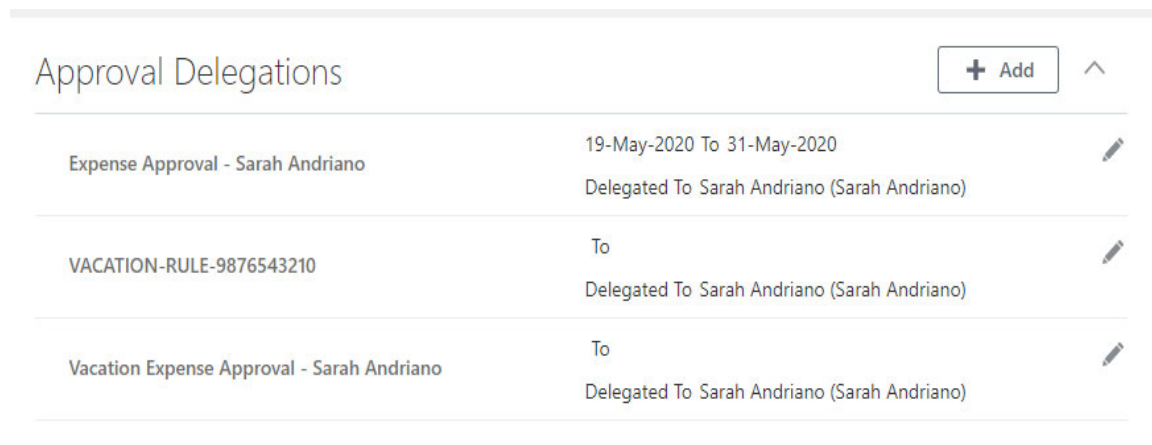 Approval Delegations
+ Add
Expense Approval - Sarah Andriano
19-May-2020 To 31-May-2020
Delegated To Sarah Andriano (Sarah Andriano)
VACATION-RULE-9876543210
To
Delegated To Sarah Andriano (Sarah Andriano)
Vacation Expense Approval - Sarah Andriano
To
Delegated To Sarah Andriano (Sarah Andriano)